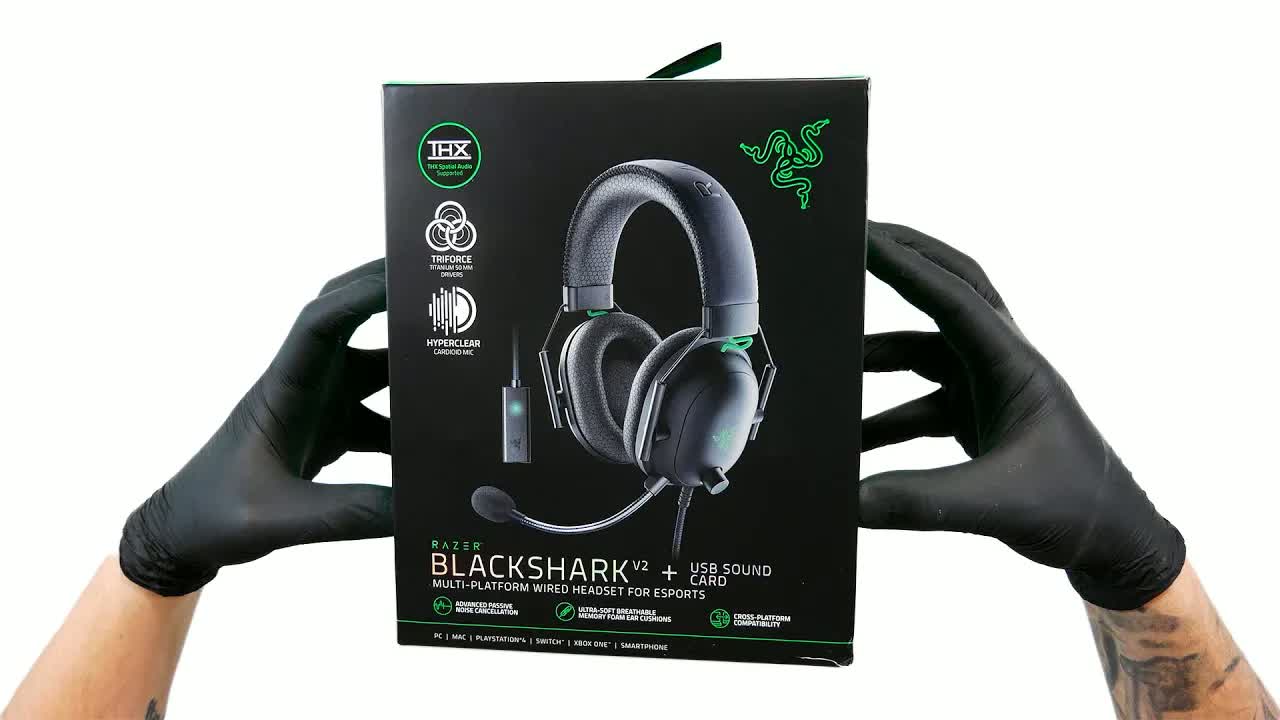 THX
THX Spatial Audio
Supported
TRIFORCE
TITANIUM 50 MM
DRIVERS
HYPERCLEAR
CARDIOID MIC
RAZER™
BLACKSHARK V2 + USB SOUND
CARD
MULTI-PLATFORM WIRED HEADSET FOR ESPORTS
ADVANCED PASSIVE
NOISE CANCELLATION
ULTRA-SOFT BREATHABLE
MEMORY FOAM EAR CUSHIONS
CROSS-PLATFORM
COMPATIBILITY
PC | MAC | PLAYSTATION®4 | SWITCH™ | XBOX ONE™ | SMARTPHONE